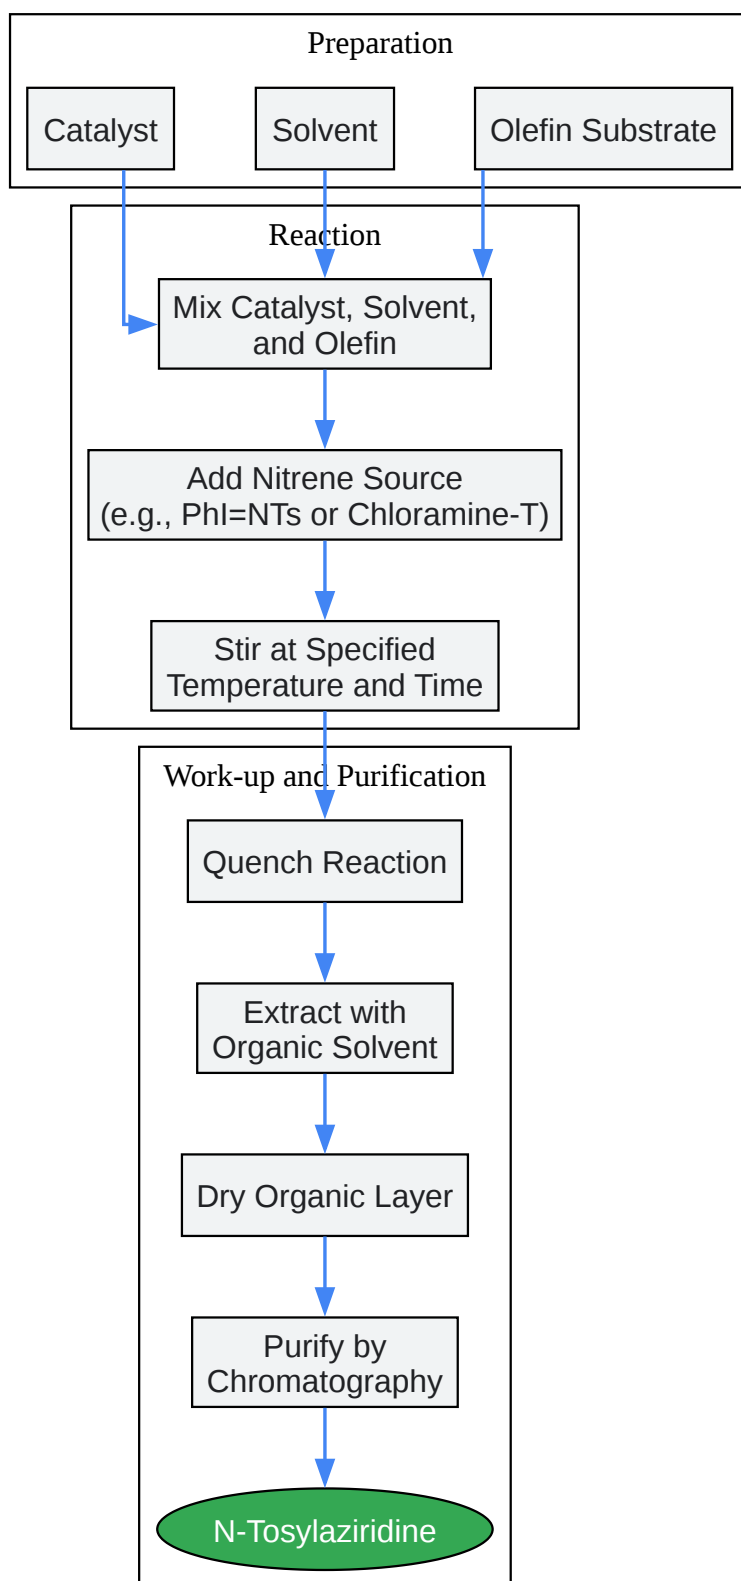 Preparation
Catalyst
Solvent
Olefin Substrate
Reaction
Mix Catalyst, Solvent,
and Olefin
Add Nitrene Source
(e.g., PhI=NTs or Chloramine-T)
Stir at Specified
Temperature and Time
Work-up and Purification
Quench Reaction
Extract with
Organic Solvent
Dry Organic Layer
Purify by
Chromatography
N-Tosylaziridine